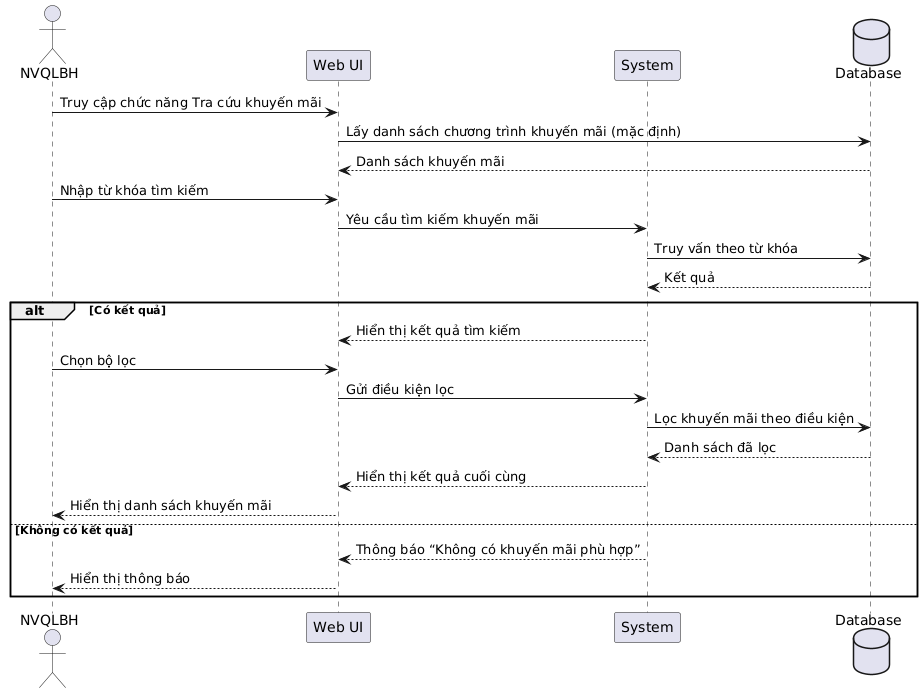 NVQLBH
Web UI
System
Database
Truy cập chức năng Tra cứu khuyến mãi
Lấy danh sách chương trình khuyến mãi (mặc định)
Danh sách khuyến mãi
Nhập từ khóa tìm kiếm
Yêu cầu tìm kiếm khuyến mãi
Truy vấn theo từ khóa
Kết quả
alt [Có kết quả]
Hiển thị kết quả tìm kiếm
Chọn bộ lọc
Gửi điều kiện lọc
Lọc khuyến mãi theo điều kiện
Danh sách đã lọc
Hiển thị kết quả cuối cùng
Hiển thị danh sách khuyến mãi
[Không có kết quả]
Thông báo “Không có khuyến mãi phù hợp”
Hiển thị thông báo
NVQLBH
Web UI
System
Database